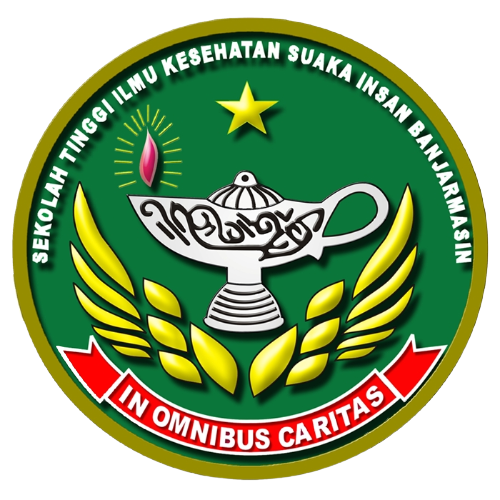 SEKOLAH TINGGI ILMU KESEHATAN SUAKA INSAN BANJARMASIN
IN OMNIBUS CARITAS